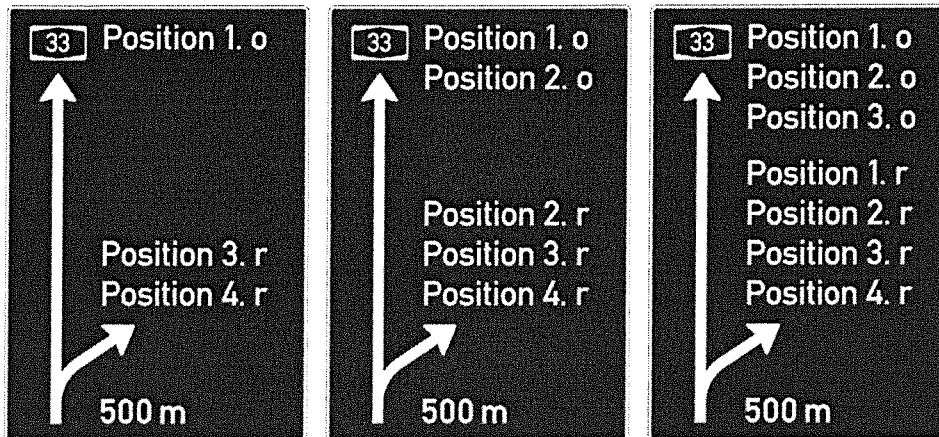 33 Position 1. o
Position 3. r
Position 4. r
500 m
33 Position 1. o
Position 2. o
Position 2. r
Position 3. r
Position 4. r
500 m
33 Position 1. o
Position 2. o
Position 3. o
Position 1. r
Position 2. r
Position 3. r
Position 4. r
500 m